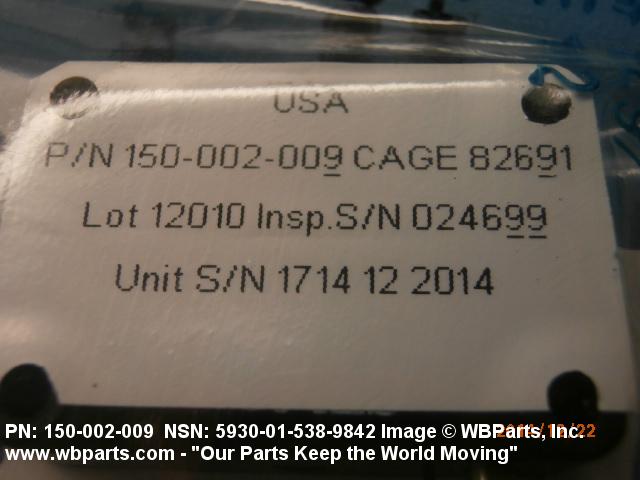 USA
P/N 150-002-009 CAGE 82691
Lot 12010 Insp.S/N 024699
Unit S/N 1714 12 2014
PN: 150-002-009 NSN: 5930-01-538-9842 Image © WBParts, Inc.
www.wbparts.com - "Our Parts Keep the World Moving"